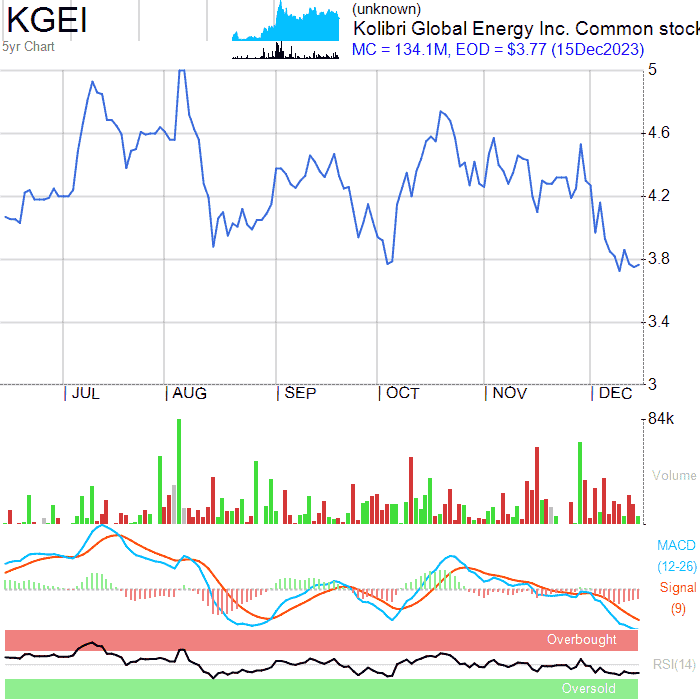 KGEI
5yr Chart
(unknown)
Kolibri Global Energy Inc. Common stock
MC = 134.1M, EOD = $3.77 (15Dec2023)
5
4.6
4.2
3.8
3.4
3
JUL AUG SEP OCT NOV DEC
84k
Volume
MACD
(12-26)
Signal
(9)
Overbought
RSI(14)
Oversold